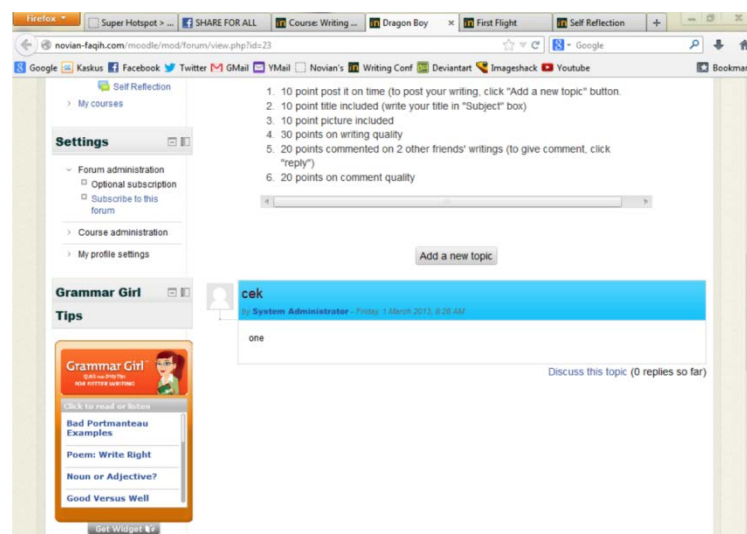 Firefox
Super Hotspot > ...
SHARE FOR ALL
Course: Writing ...
Dragon Boy
First Flight
Self Reflection
novian-faqih.com/moodle/mod/forum/view.php?id=23
Google
Google
Kaskus
Facebook
Twitter
GMail
YMail
Novian's
Writing Conf
Deviantart
Imageshack
Youtube
Bookmar
Self Reflection
My courses
Settings
Forum administration
Optional subscription
Subscribe to this
forum
Course administration
My profile settings
Grammar Girl
Tips
Grammar Girl
QUICK AND DIRTY TIPS
FOR BETTER WRITING
Click to read or listen
Bad Portmanteau
Examples
Poem: Write Right
Noun or Adjective?
Good Versus Well
Get Widget
1. 10 point post it on time (to post your writing, click "Add a new topic" button.
2. 10 point title included (write your title in "Subject" box)
3. 10 point picture included
4. 30 points on writing quality
5. 20 points commented on 2 other friends' writings (to give comment, click
"reply")
6. 20 points on comment quality
Add a new topic
cek
by System Administrator - Friday, 1 March 2013, 8:26 AM
one
Discuss this topic (0 replies so far)